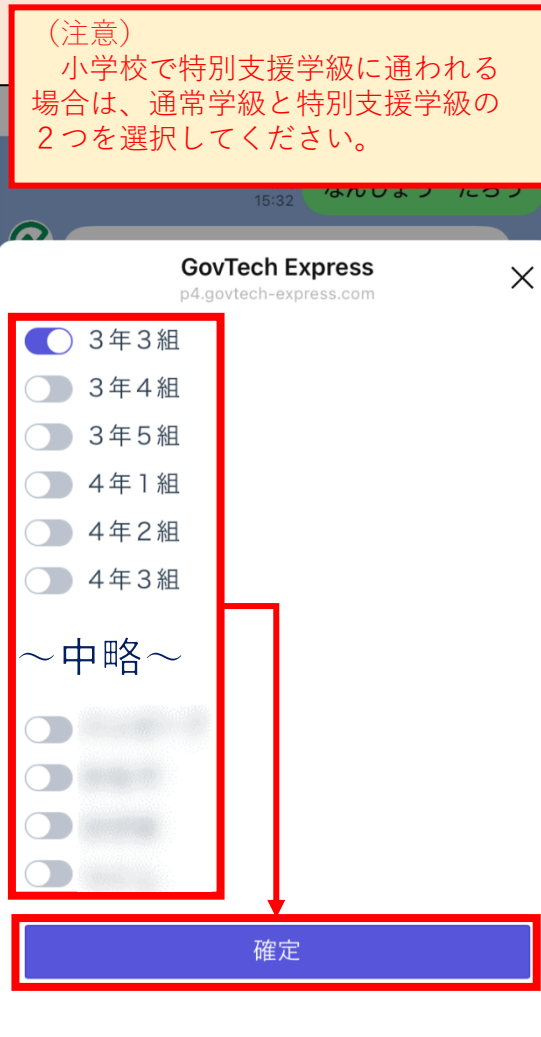 （注意）
　小学校で特別支援学級に通われる
場合は、通常学級と特別支援学級の
２つを選択してください。
15:32
GovTech Express
p4.govtech-express.com
３年３組
３年４組
３年５組
４年１組
４年２組
４年３組
～中略～
確定